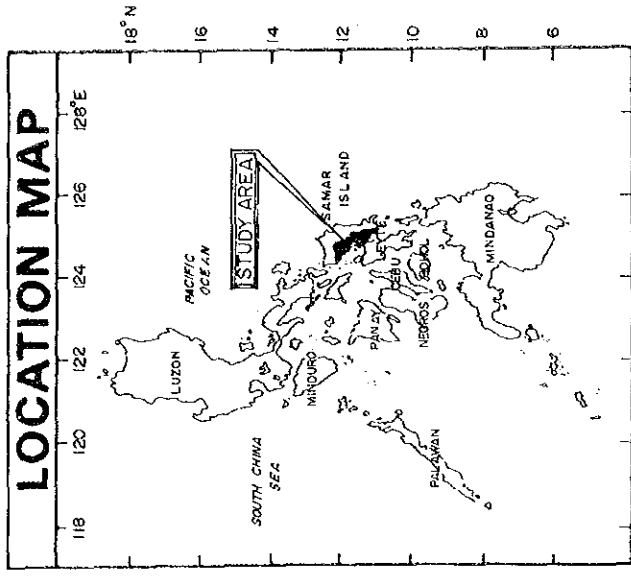 LOCATION MAP
118
120
122
124
126
128°E
18°N
16
14
12
10
8
6
PACIFIC
OCEAN
LUZON
STUDY AREA
SOUTH CHINA
SEA
SAMAR
ISLAND
MINDURO
PANAY
LEYTE
CEBU
BOHOL
NEGROS
PALAWAN
MINDANAO